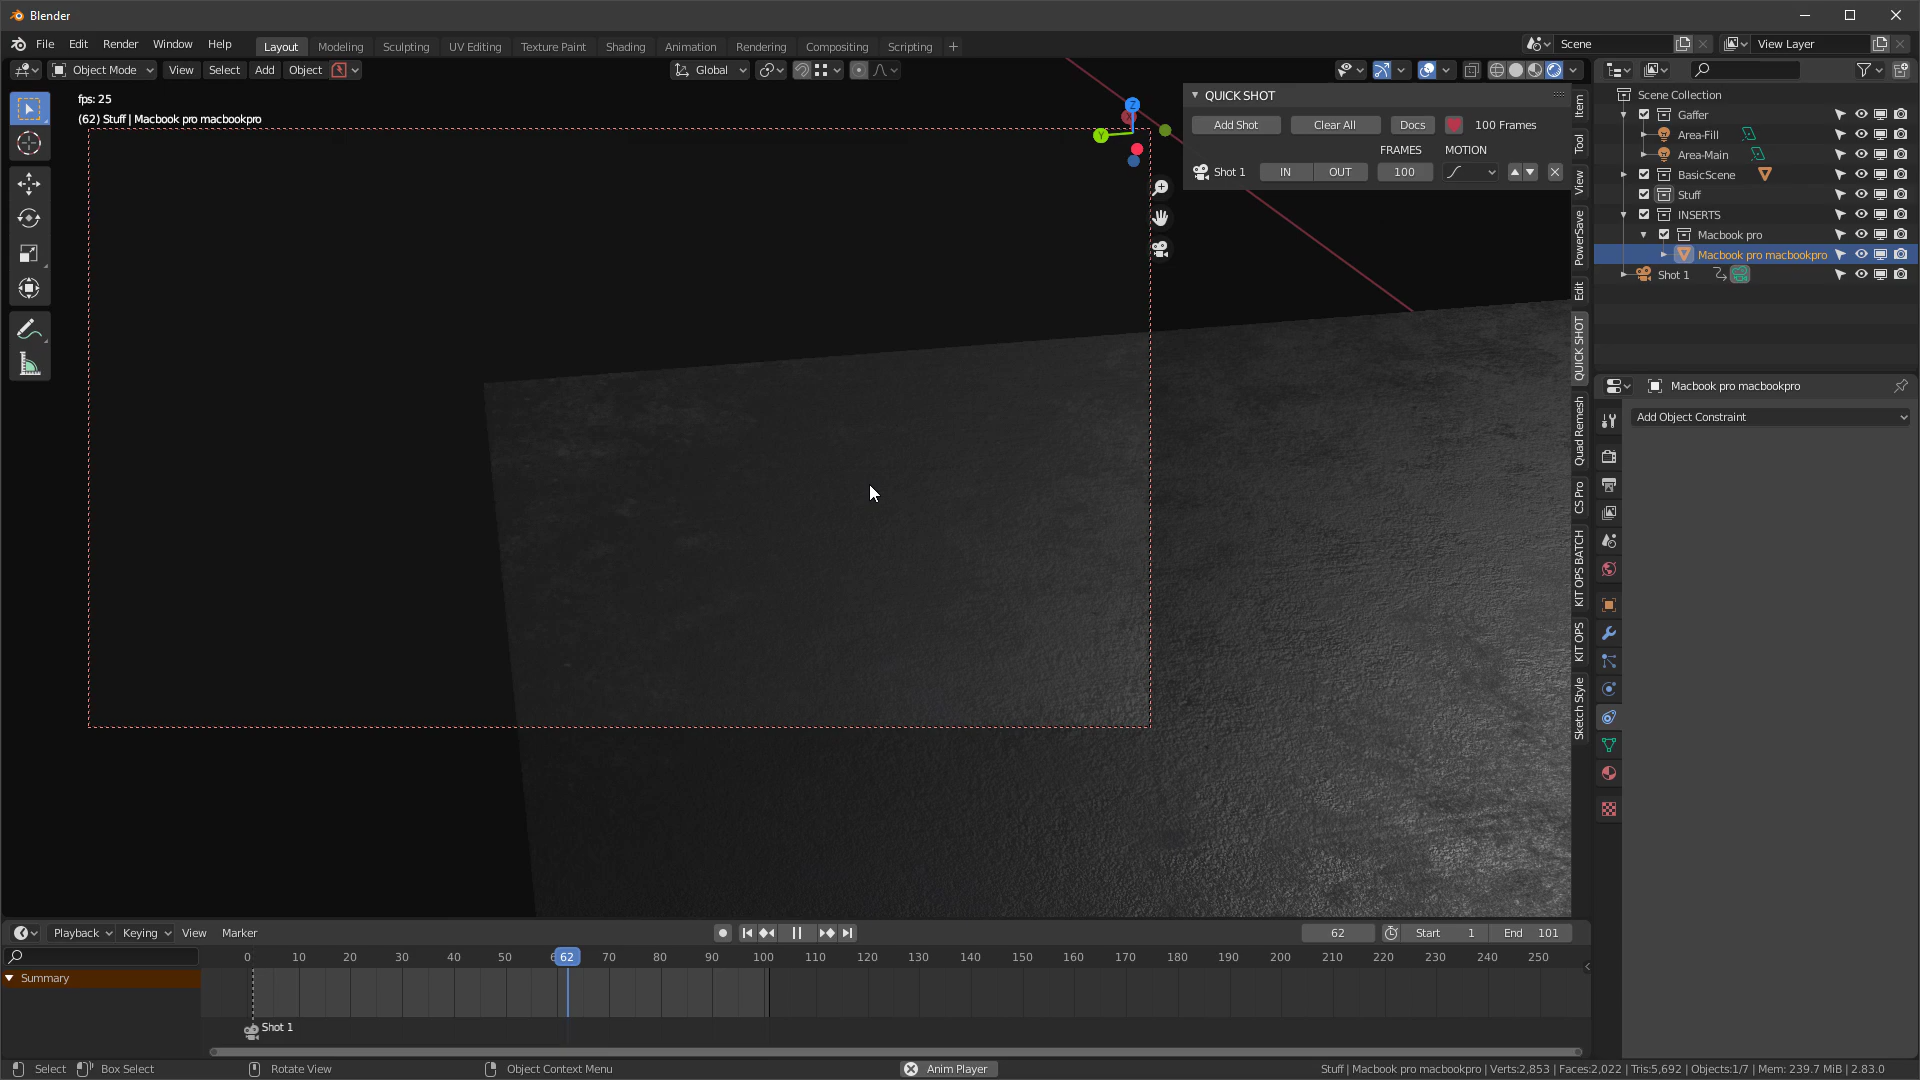 Blender
File Edit Render Window Help
Layout Modeling Sculpting UV Editing Texture Paint Shading Animation Rendering Compositing Scripting +
Scene
View Layer
Object Mode View Select Add Object
Global
fps: 25
(62) Stuff | Macbook pro macbookpro
Z
Y
X
QUICK SHOT
Add Shot Clear All Docs 100 Frames
FRAMES MOTION
Shot 1 IN OUT 100
Item
Tool
View
PowerSave
Edit
QUICK SHOT
Quad Remesh
CS Pro
KIT OPS BATCH
KIT OPS
Sketch Style
Scene Collection
Gaffer
Area-Fill
Area-Main
BasicScene
Stuff
INSERTS
Macbook pro
Macbook pro macbookpro
Shot 1
Macbook pro macbookpro
Add Object Constraint
Playback Keying View Marker
62 Start 1 End 101
0 10 20 30 40 50 62 70 80 90 100 110 120 130 140 150 160 170 180 190 200 210 220 230 240 250
Summary
Shot 1
Select Box Select Rotate View Object Context Menu Anim Player
Stuff | Macbook pro macbookpro | Verts:2,853 | Faces:2,022 | Tris:5,692 | Objects:1/7 | Mem: 239.7 MiB | 2.83.0